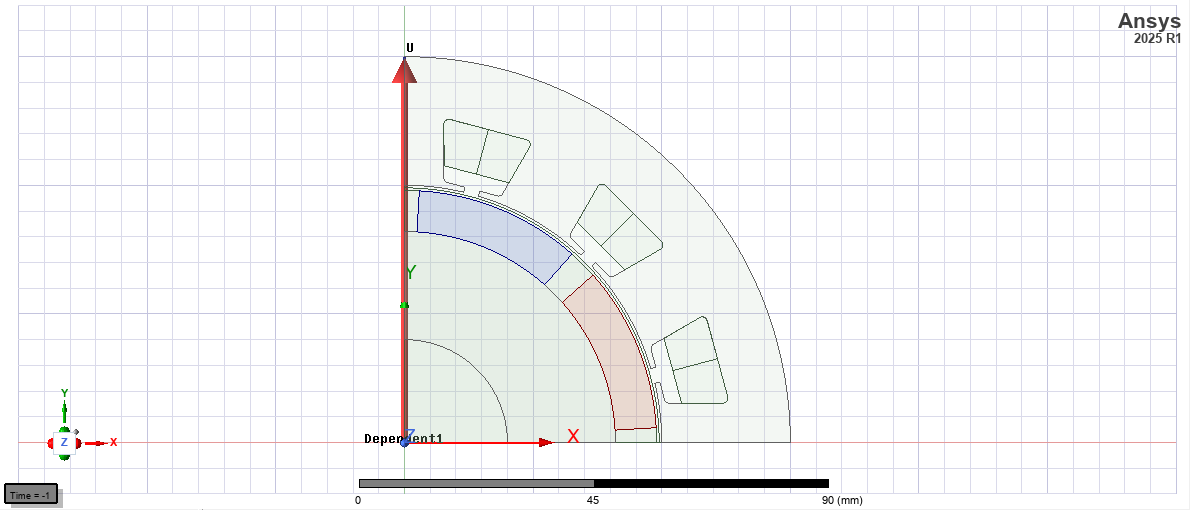 Ansys
2025 R1
U
Y
Dependent1
Z
X
Y
Z
X
Time = -1
0
45
90 (mm)